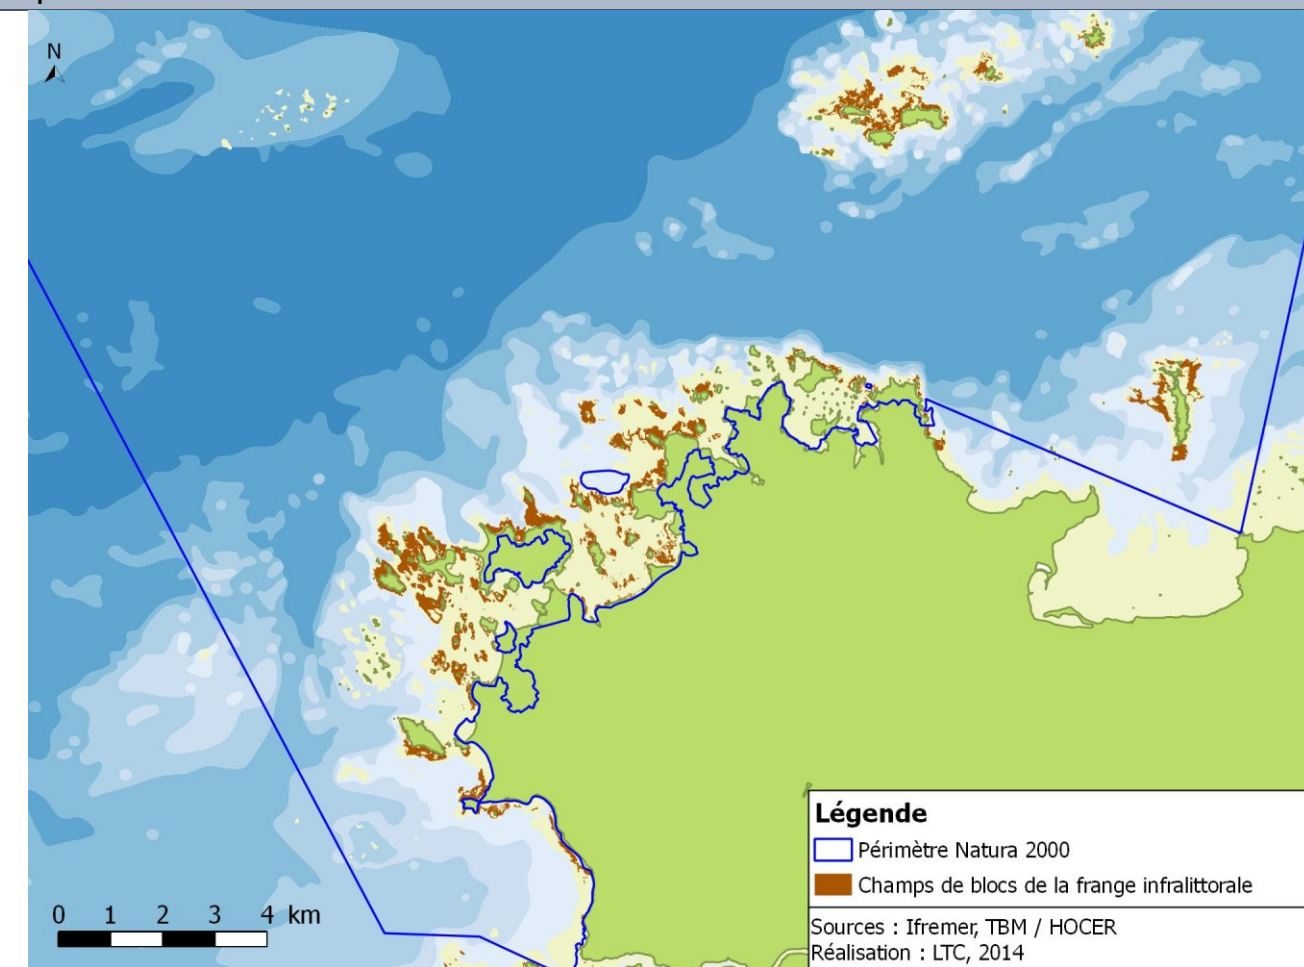 N
0 1 2 3 4 km
Légende
Périmètre Natura 2000
Champs de blocs de la frange infralittorale
Sources : Ifremer, TBM / HOCER
Réalisation : LTC, 2014